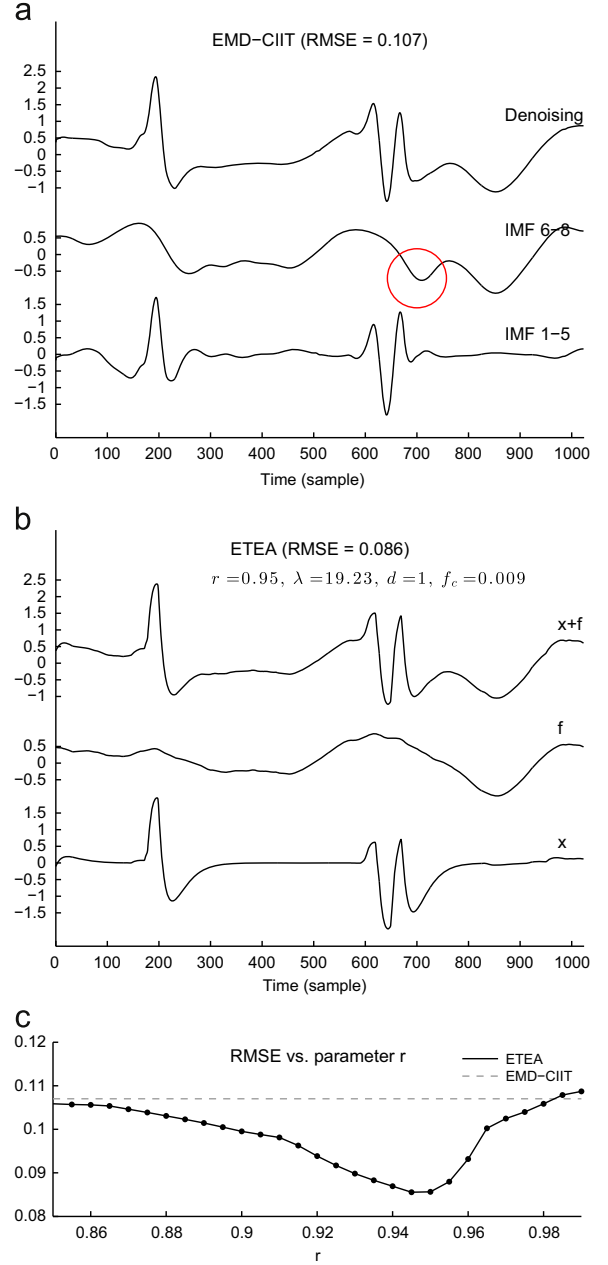 a
EMD−CIIT (RMSE = 0.107)
2.5
2
1.5
1
0.5
0
−0.5
−1
Denoising
0.5
0
−0.5
IMF 6−8
1.5
1
0.5
0
−0.5
−1
−1.5
IMF 1−5
0 100 200 300 400 500 600 700 800 900 1000
Time (sample)
b
ETEA (RMSE = 0.086)
r =0.95, λ =19.23, d =1, f_c =0.009
2.5
2
1.5
1
0.5
0
−0.5
−1
x+f
0.5
0
−0.5
f
1.5
1
0.5
0
−0.5
−1
−1.5
x
0 100 200 300 400 500 600 700 800 900 1000
Time (sample)
c
RMSE vs. parameter r
ETEA
EMD−CIIT
0.12
0.11
0.1
0.09
0.08
0.86 0.88 0.9 0.92 0.94 0.96 0.98
r